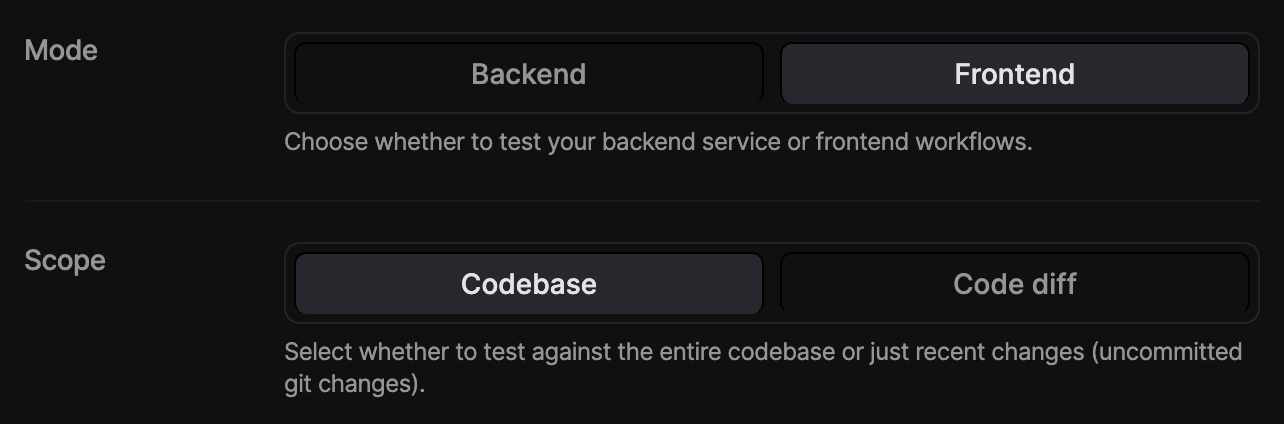 Mode
Backend
Frontend
Choose whether to test your backend service or frontend workflows.
Scope
Codebase
Code diff
Select whether to test against the entire codebase or just recent changes (uncommitted
git changes).